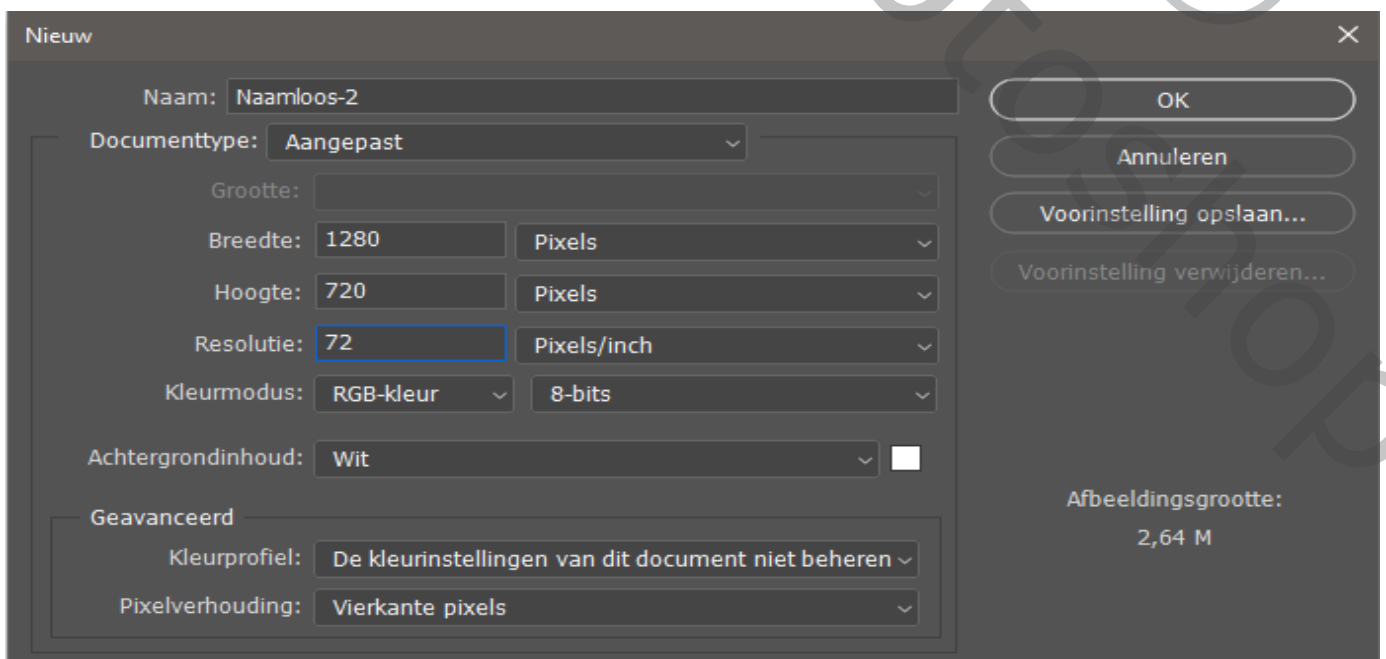 Nieuw
Naam: Naamloos-2
OK
Documenttype: Aangepast
Annuleren
Grootte:
Voorinstelling opslaan...
Breedte: 1280 Pixels
Voorinstelling verwijderen...
Hoogte: 720 Pixels
Resolutie: 72 Pixels/inch
Kleurmodus: RGB-kleur 8-bits
Achtergrondinhoud: Wit
Afbeeldingsgrootte:
2,64 M
Geavanceerd
Kleurprofiel: De kleurinstellingen van dit document niet beheren
Pixelverhouding: Vierkante pixels
toshop